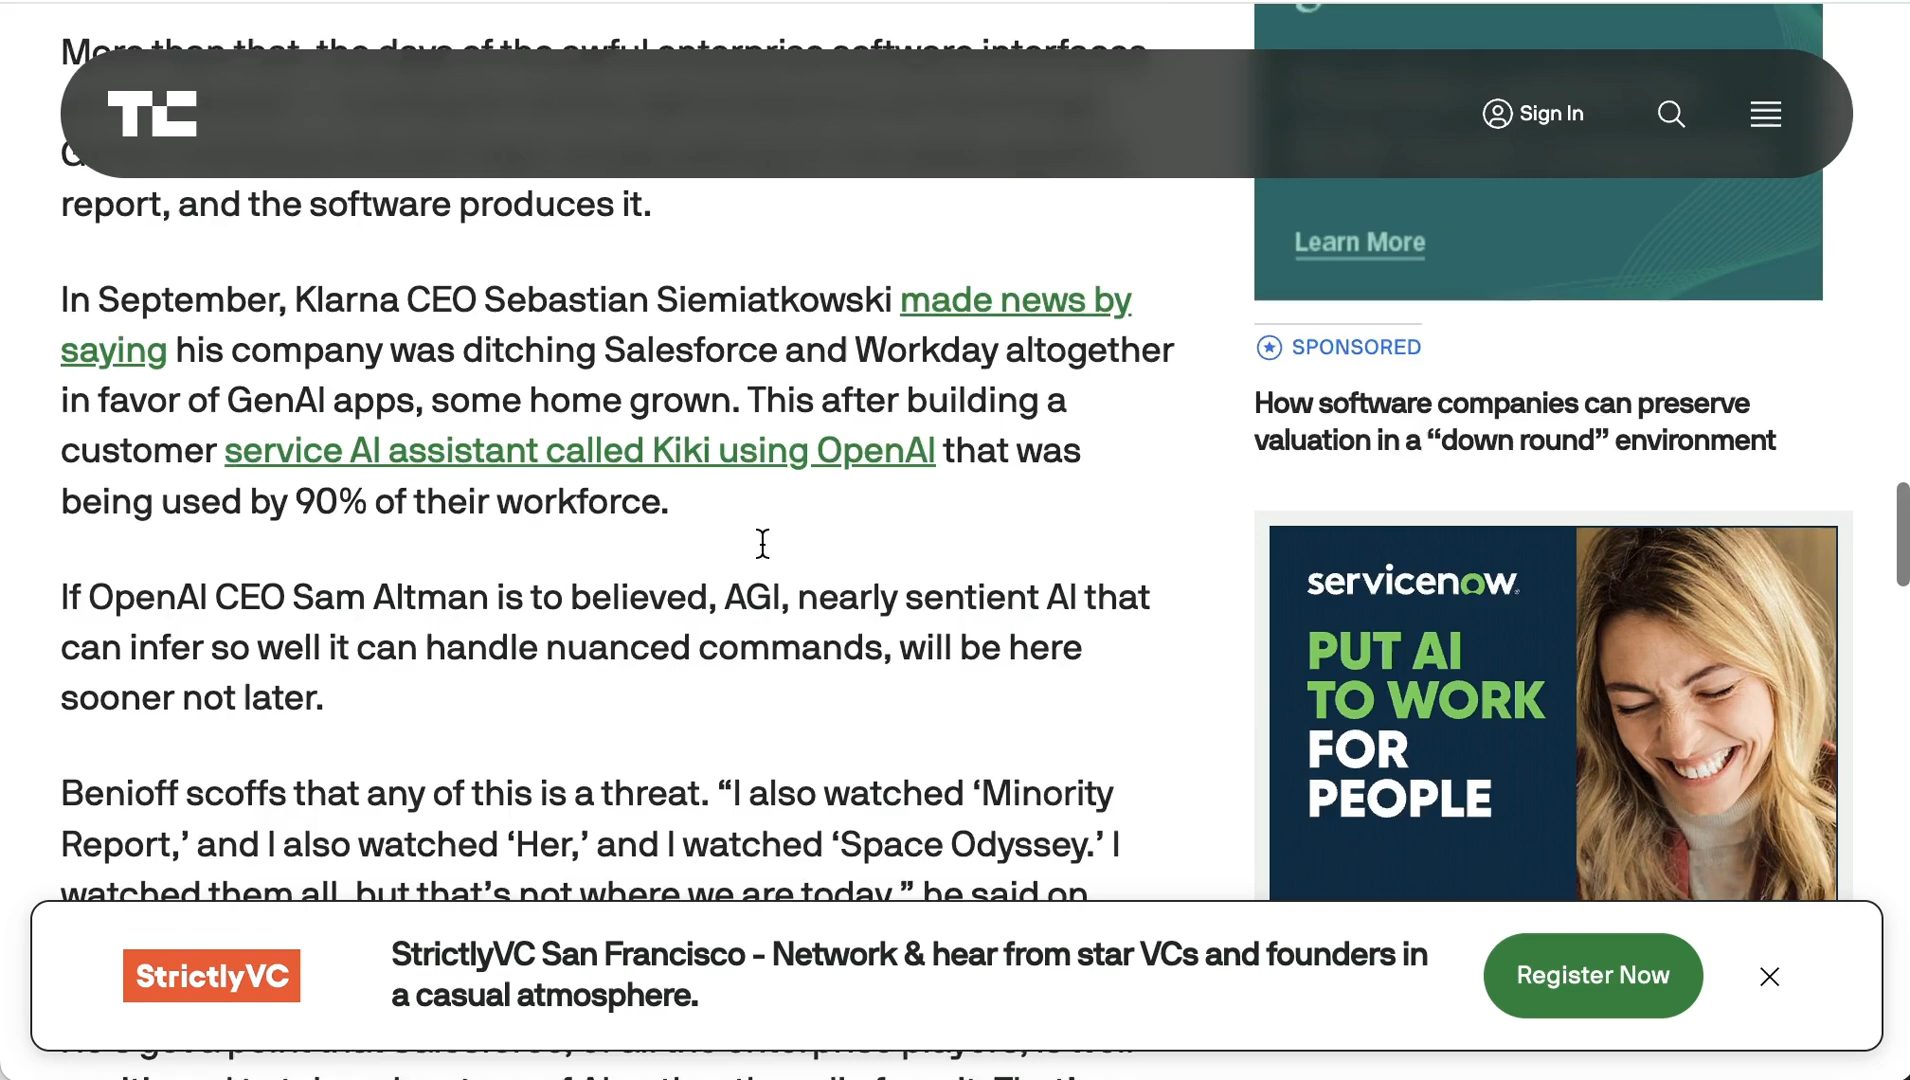 More than that, the days of the awful enterprise software interfaces
TC
Sign In
report, and the software produces it.
In September, Klarna CEO Sebastian Siemiatkowski made news by
saying his company was ditching Salesforce and Workday altogether
in favor of GenAI apps, some home grown. This after building a
customer service AI assistant called Kiki using OpenAI that was
being used by 90% of their workforce.
If OpenAI CEO Sam Altman is to believed, AGI, nearly sentient AI that
can infer so well it can handle nuanced commands, will be here
sooner not later.
Benioff scoffs that any of this is a threat. “I also watched ‘Minority
Report,’ and I also watched ‘Her,’ and I watched ‘Space Odyssey.’ I
watched them all, but that’s not where we are today,” he said on
Learn More
SPONSORED
How software companies can preserve
valuation in a “down round” environment
servicenow
PUT AI
TO WORK
FOR
PEOPLE
StrictlyVC
StrictlyVC San Francisco - Network & hear from star VCs and founders in
a casual atmosphere.
Register Now